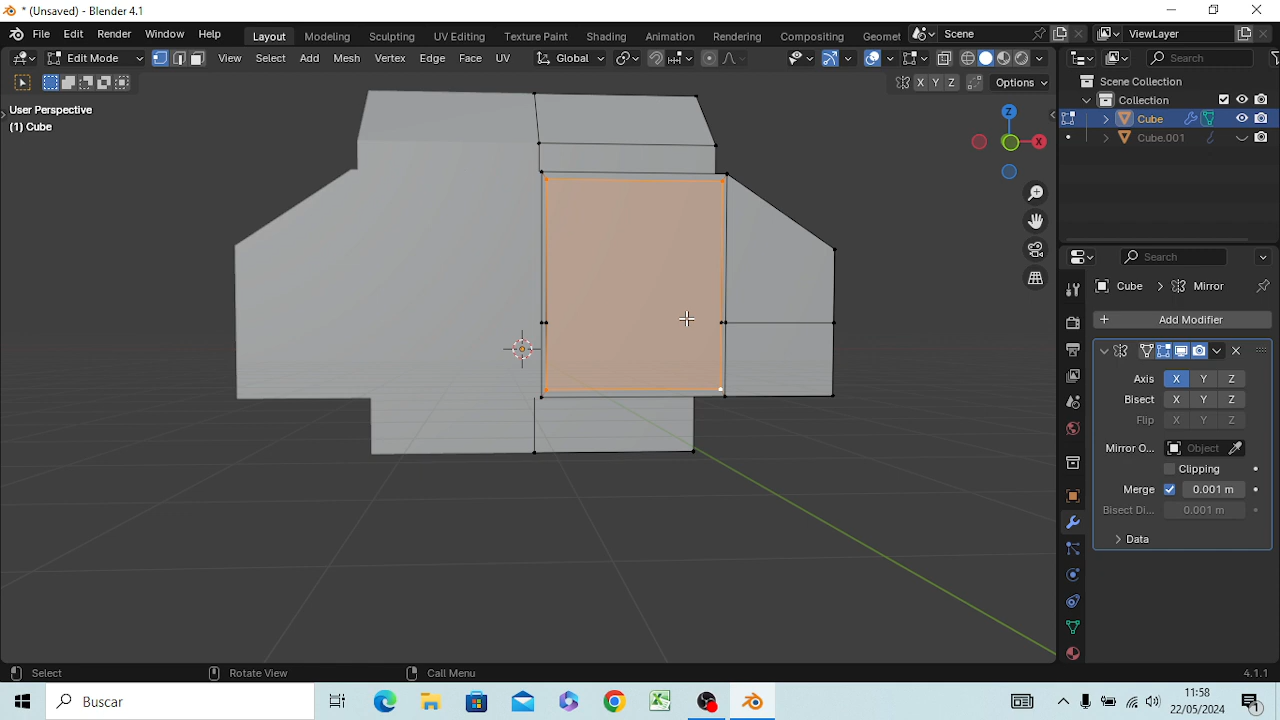 * (Unsaved) - Blender 4.1
File Edit Render Window Help Layout Modeling Sculpting UV Editing Texture Paint Shading Animation Rendering Compositing Scene ViewLayer
Edit Mode View Select Add Mesh Vertex Edge Face UV Global Search
X Y Z Options
User Perspective
(1) Cube
Scene Collection
Collection
Cube
Cube.001
Z
X
Search
Cube > Mirror
+ Add Modifier
Axis X Y Z
Bisect X Y Z
Flip X Y Z
Mirror O... Object
Clipping
Merge 0.001 m
Bisect Di... 0.001 m
Data
Select Rotate View Call Menu 4.1.1
Buscar
11:58
22/05/2024
1